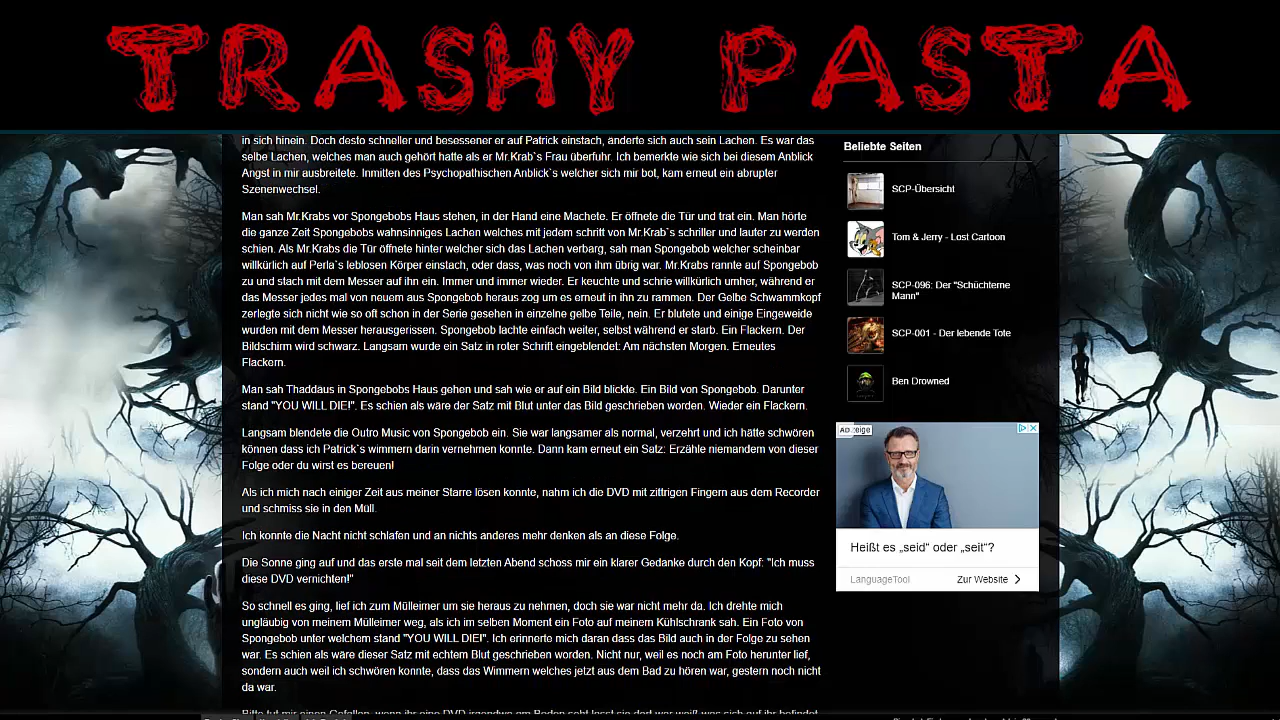 TRASHY PASTA
in sich hinein. Doch desto schneller und besessener er auf Patrick einstach, änderte sich auch sein Lachen. Es war das
selbe Lachen, welches man auch gehört hatte als er Mr.Krab`s Frau überfuhr. Ich bemerkte wie sich bei diesem Anblick
Angst in mir ausbreitete. Inmitten des Psychopathischen Anblick`s welcher sich mir bot, kam erneut ein abrupter
Szenenwechsel.
Man sah Mr.Krabs vor Spongebobs Haus stehen, in der Hand eine Machete. Er öffnete die Tür und trat ein. Man hörte
die ganze Zeit Spongebobs wahnsinniges Lachen welches mit jedem schritt von Mr.Krab`s schriller und lauter zu werden
schien. Als Mr.Krabs die Tür öffnete hinter welcher sich das Lachen verbarg, sah man Spongebob welcher scheinbar
willkürlich auf Perla`s leblosen Körper einstach, oder dass, was noch von ihm übrig war. Mr.Krabs rannte auf Spongebob
zu und stach mit dem Messer auf ihn ein. Immer und immer wieder. Er keuchte und schrie willkürlich umher, während er
das Messer jedes mal von neuem aus Spongebob heraus zog um es erneut in ihn zu rammen. Der Gelbe Schwammkopf
zerlegte sich nicht wie so oft schon in der Serie gesehen in einzelne gelbe Teile, nein. Er blutete und einige Eingeweide
wurden mit dem Messer herausgerissen. Spongebob lachte einfach weiter, selbst während er starb. Ein Flackern. Der
Bildschirm wird schwarz. Langsam wurde ein Satz in roter Schrift eingeblendet: Am nächsten Morgen. Erneutes
Flackern.
Man sah Thaddäus in Spongebobs Haus gehen und sah wie er auf ein Bild blickte. Ein Bild von Spongebob. Darunter
stand "YOU WILL DIE!". Es schien als wäre der Satz mit Blut unter das Bild geschrieben worden. Wieder ein Flackern.
Langsam blendete die Outro Music von Spongebob ein. Sie war langsamer als normal, verzehrt und ich hätte schwören
können dass ich Patrick`s wimmern darin vernehmen konnte. Dann kam erneut ein Satz: Erzähle niemandem von dieser
Folge oder du wirst es bereuen!
Als ich mich nach einiger Zeit aus meiner Starre lösen konnte, nahm ich die DVD mit zittrigen Fingern aus dem Recorder
und schmiss sie in den Müll.
Ich konnte die Nacht nicht schlafen und an nichts anderes mehr denken als an diese Folge.
Die Sonne ging auf und das erste mal seit dem letzten Abend schoss mir ein klarer Gedanke durch den Kopf: "Ich muss
diese DVD vernichten!"
So schnell es ging, lief ich zum Mülleimer um sie heraus zu nehmen, doch sie war nicht mehr da. Ich drehte mich
ungläubig von meinem Mülleimer weg, als ich im selben Moment ein Foto auf meinem Kühlschrank sah. Ein Foto von
Spongebob unter welchem stand "YOU WILL DIE!". Ich erinnerte mich daran dass das Bild auch in der Folge zu sehen
war. Es schien als wäre dieser Satz mit echtem Blut geschrieben worden. Nicht nur, weil es noch am Foto herunter lief,
sondern auch weil ich schwören konnte, dass das Wimmern welches jetzt aus dem Bad zu hören war, gestern noch nicht
da war.
Beliebte Seiten
SCP-Übersicht
Tom & Jerry - Lost Cartoon
SCP-096: Der "Schüchterne
Mann"
SCP-001 - Der lebende Tote
Ben Drowned
AD
Heißt es „seid“ oder „seit“?
LanguageTool
Zur Website